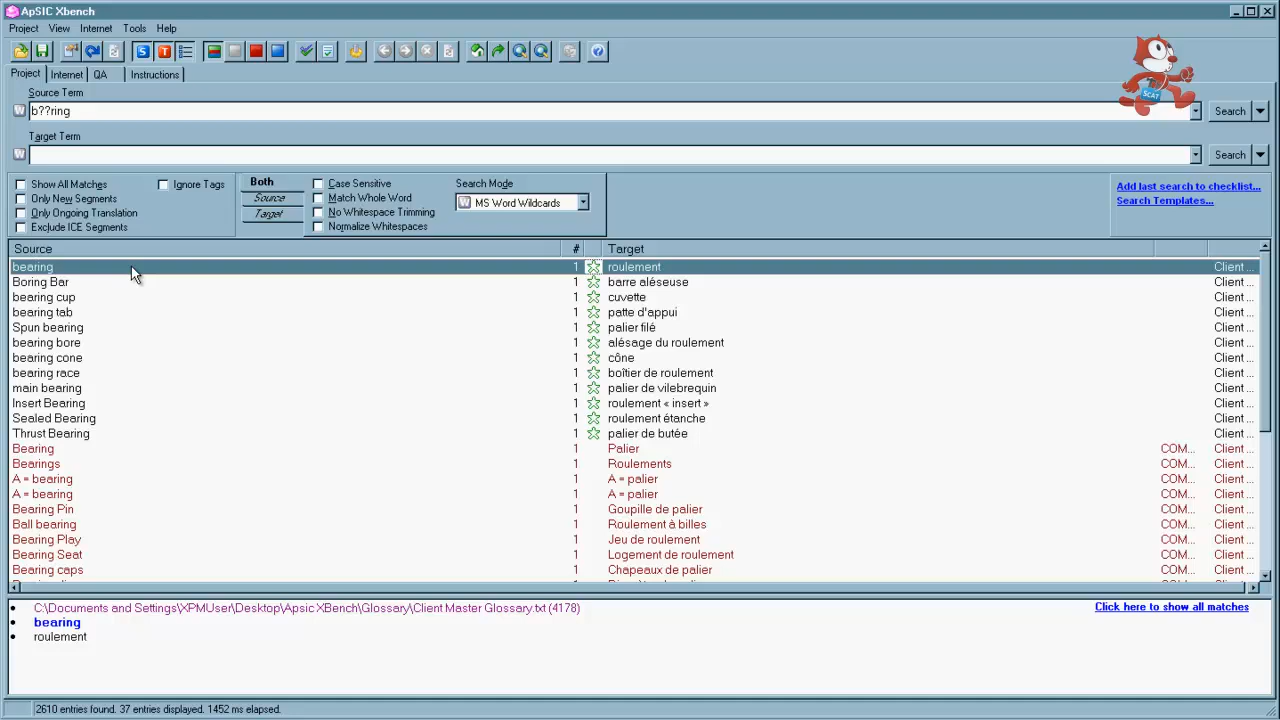 ApSIC Xbench
Project View Internet Tools Help
Project Internet QA Instructions
Source Term
b??ring Search
Target Term
Search
Show All Matches Ignore Tags
Only New Segments
Only Ongoing Translation
Exclude ICE Segments
Both
Source
Target
Case Sensitive
Match Whole Word
No Whitespace Trimming
Normalize Whitespaces
Search Mode
MS Word Wildcards
Add last search to checklist...
Search Templates...
SCAT
Source # Target
bearing 1 roulement Client ...
Boring Bar 1 barre aléseuse Client ...
bearing cup 1 cuvette Client ...
bearing tab 1 patte d'appui Client ...
Spun bearing 1 palier filé Client ...
bearing bore 1 alésage du roulement Client ...
bearing cone 1 cône Client ...
bearing race 1 boîtier de roulement Client ...
main bearing 1 palier de vilebrequin Client ...
Insert Bearing 1 roulement « insert » Client ...
Sealed Bearing 1 roulement étanche Client ...
Thrust Bearing 1 palier de butée Client ...
Bearing 1 Palier COM... Client ...
Bearings 1 Roulements COM... Client ...
A = bearing 1 A = palier COM... Client ...
A = bearing 1 A = palier COM... Client ...
Bearing Pin 1 Goupille de palier COM... Client ...
Ball bearing 1 Roulement à billes COM... Client ...
Bearing Play 1 Jeu de roulement COM... Client ...
Bearing Seat 1 Logement de roulement COM... Client ...
Bearing caps 1 Chapeaux de palier COM... Client ...
C:\Documents and Settings\XPMUser\Desktop\Apsic XBench\Glossary\Client Master Glossary.txt (4178) Click here to show all matches
bearing
roulement
2610 entries found. 37 entries displayed. 1452 ms elapsed.